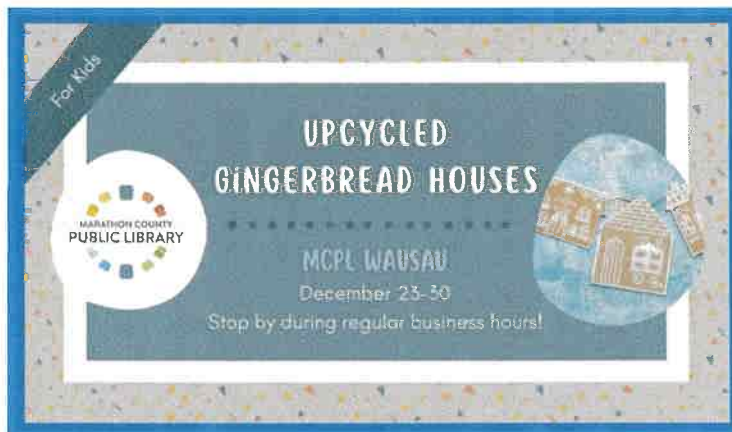 For Kids
UPCYCLED
GiNGERBREAD HOUSES
MARATHON COUNTY
PUBLIC LIBRARY
MCPL WAUSAU
December 23-30
Stop by during regular business hours!